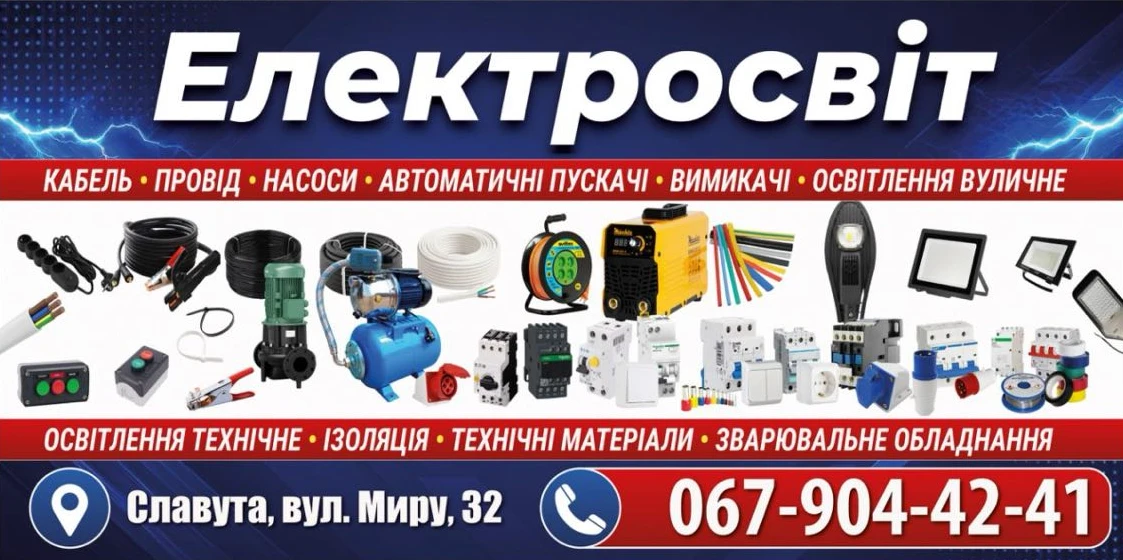 Електросвіт
КАБЕЛЬ • ПРОВІД • НАСОСИ • АВТОМАТИЧНІ ПУСКАЧІ • ВИМИКАЧІ • ОСВІТЛЕННЯ ВУЛИЧНЕ
ОСВІТЛЕННЯ ТЕХНІЧНЕ • ІЗОЛЯЦІЯ • ТЕХНІЧНІ МАТЕРІАЛИ • ЗВАРЮВАЛЬНЕ ОБЛАДНАННЯ
Славута, вул. Миру, 32
067-904-42-41